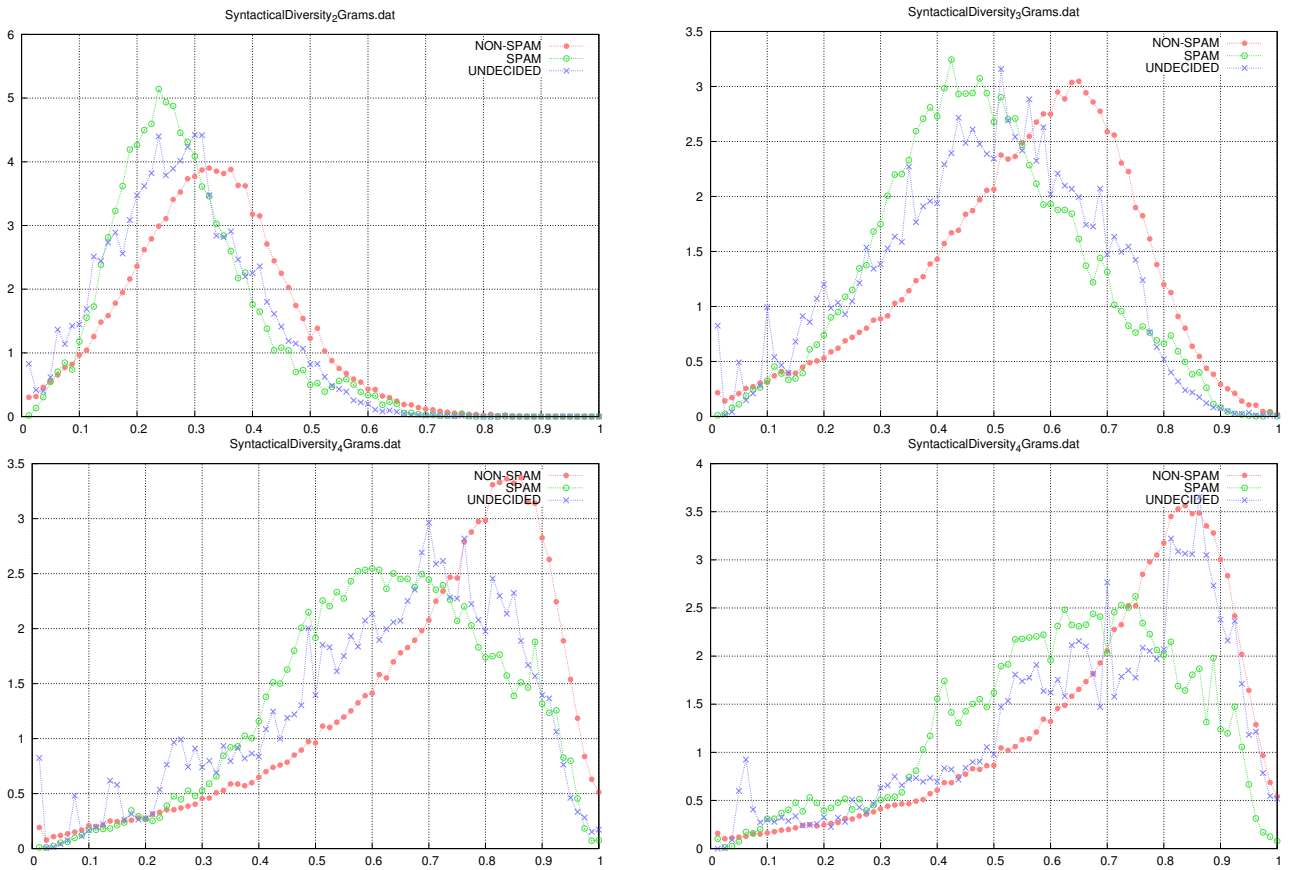 SyntacticalDiversity₂Grams.dat
6
5
4
3
2
1
0
NON-SPAM
SPAM
UNDECIDED
0 0.1 0.2 0.3 0.4 0.5 0.6 0.7 0.8 0.9 1
SyntacticalDiversity₃Grams.dat
3.5
3
2.5
2
1.5
1
0.5
0
NON-SPAM
SPAM
UNDECIDED
0 0.1 0.2 0.3 0.4 0.5 0.6 0.7 0.8 0.9 1
SyntacticalDiversity₄Grams.dat
3.5
3
2.5
2
1.5
1
0.5
0
NON-SPAM
SPAM
UNDECIDED
0 0.1 0.2 0.3 0.4 0.5 0.6 0.7 0.8 0.9 1
SyntacticalDiversity₄Grams.dat
4
3.5
3
2.5
2
1.5
1
0.5
0
NON-SPAM
SPAM
UNDECIDED
0 0.1 0.2 0.3 0.4 0.5 0.6 0.7 0.8 0.9 1